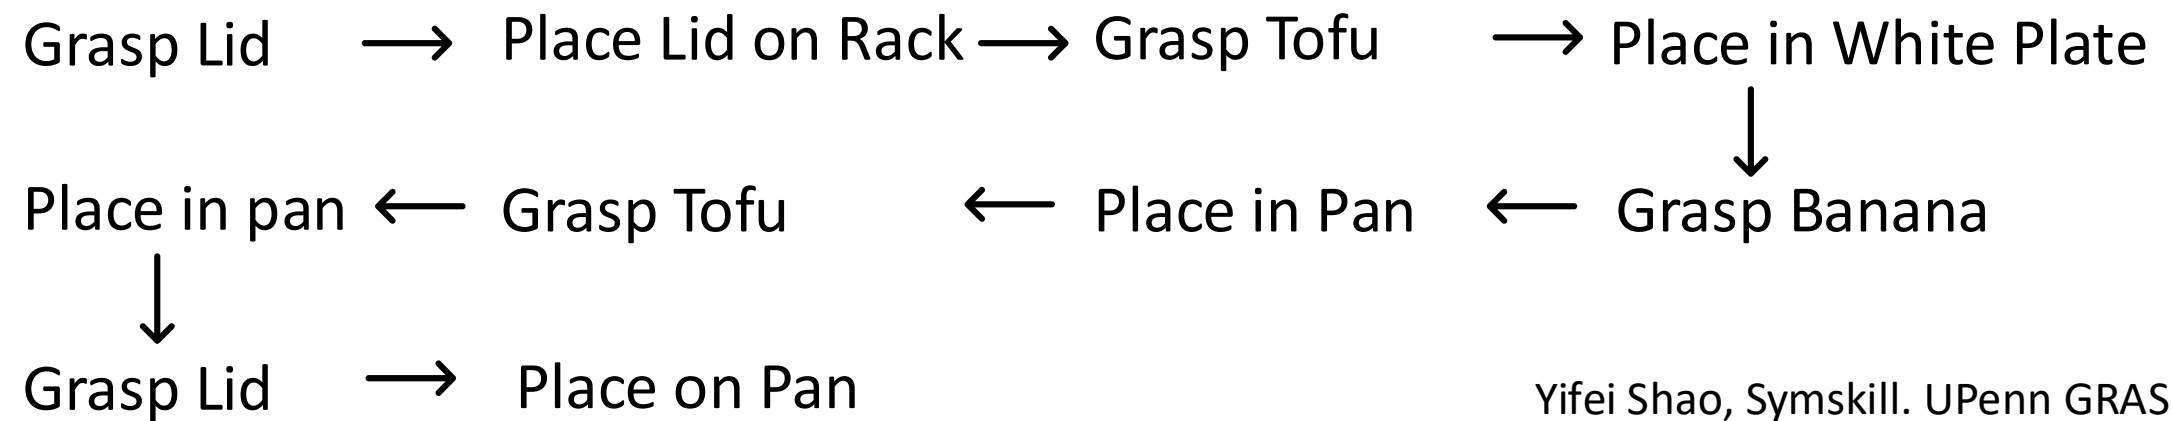 Grasp Lid → Place Lid on Rack → Grasp Tofu → Place in White Plate
Place in pan ← Grasp Tofu ← Place in Pan ← Grasp Banana
Grasp Lid → Place on Pan
Yifei Shao, Symskill. UPenn GRAS